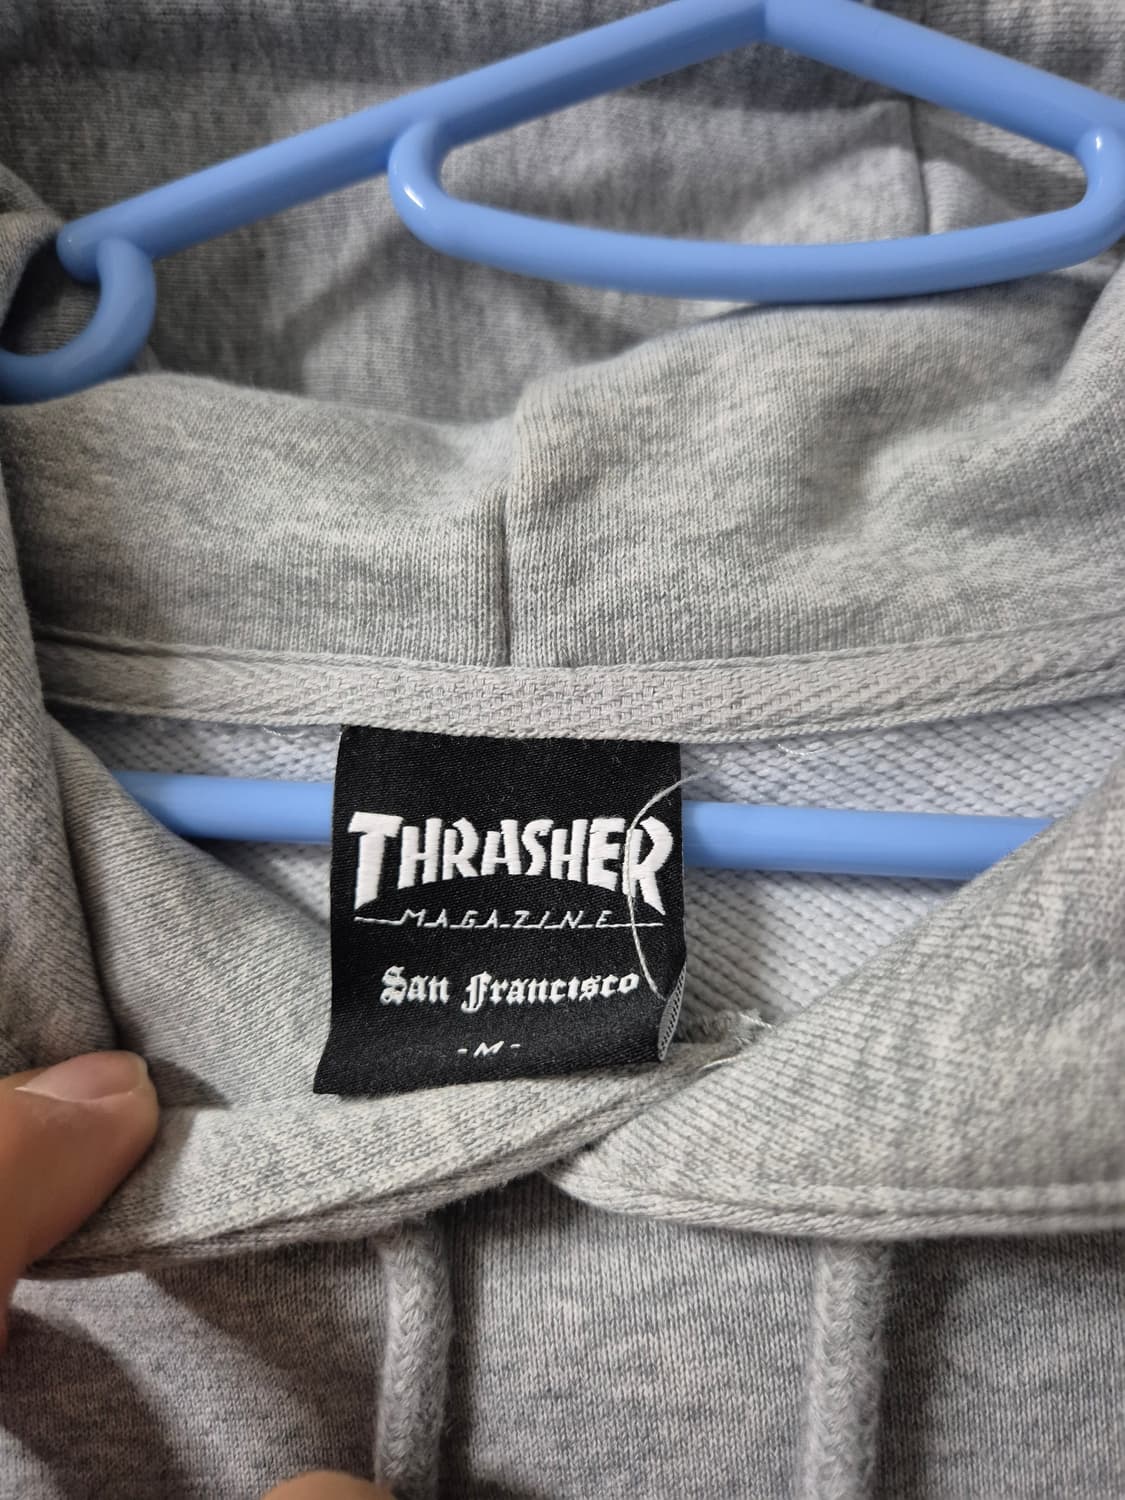 THRASHER
MAGAZINE
San Francisco
- M -